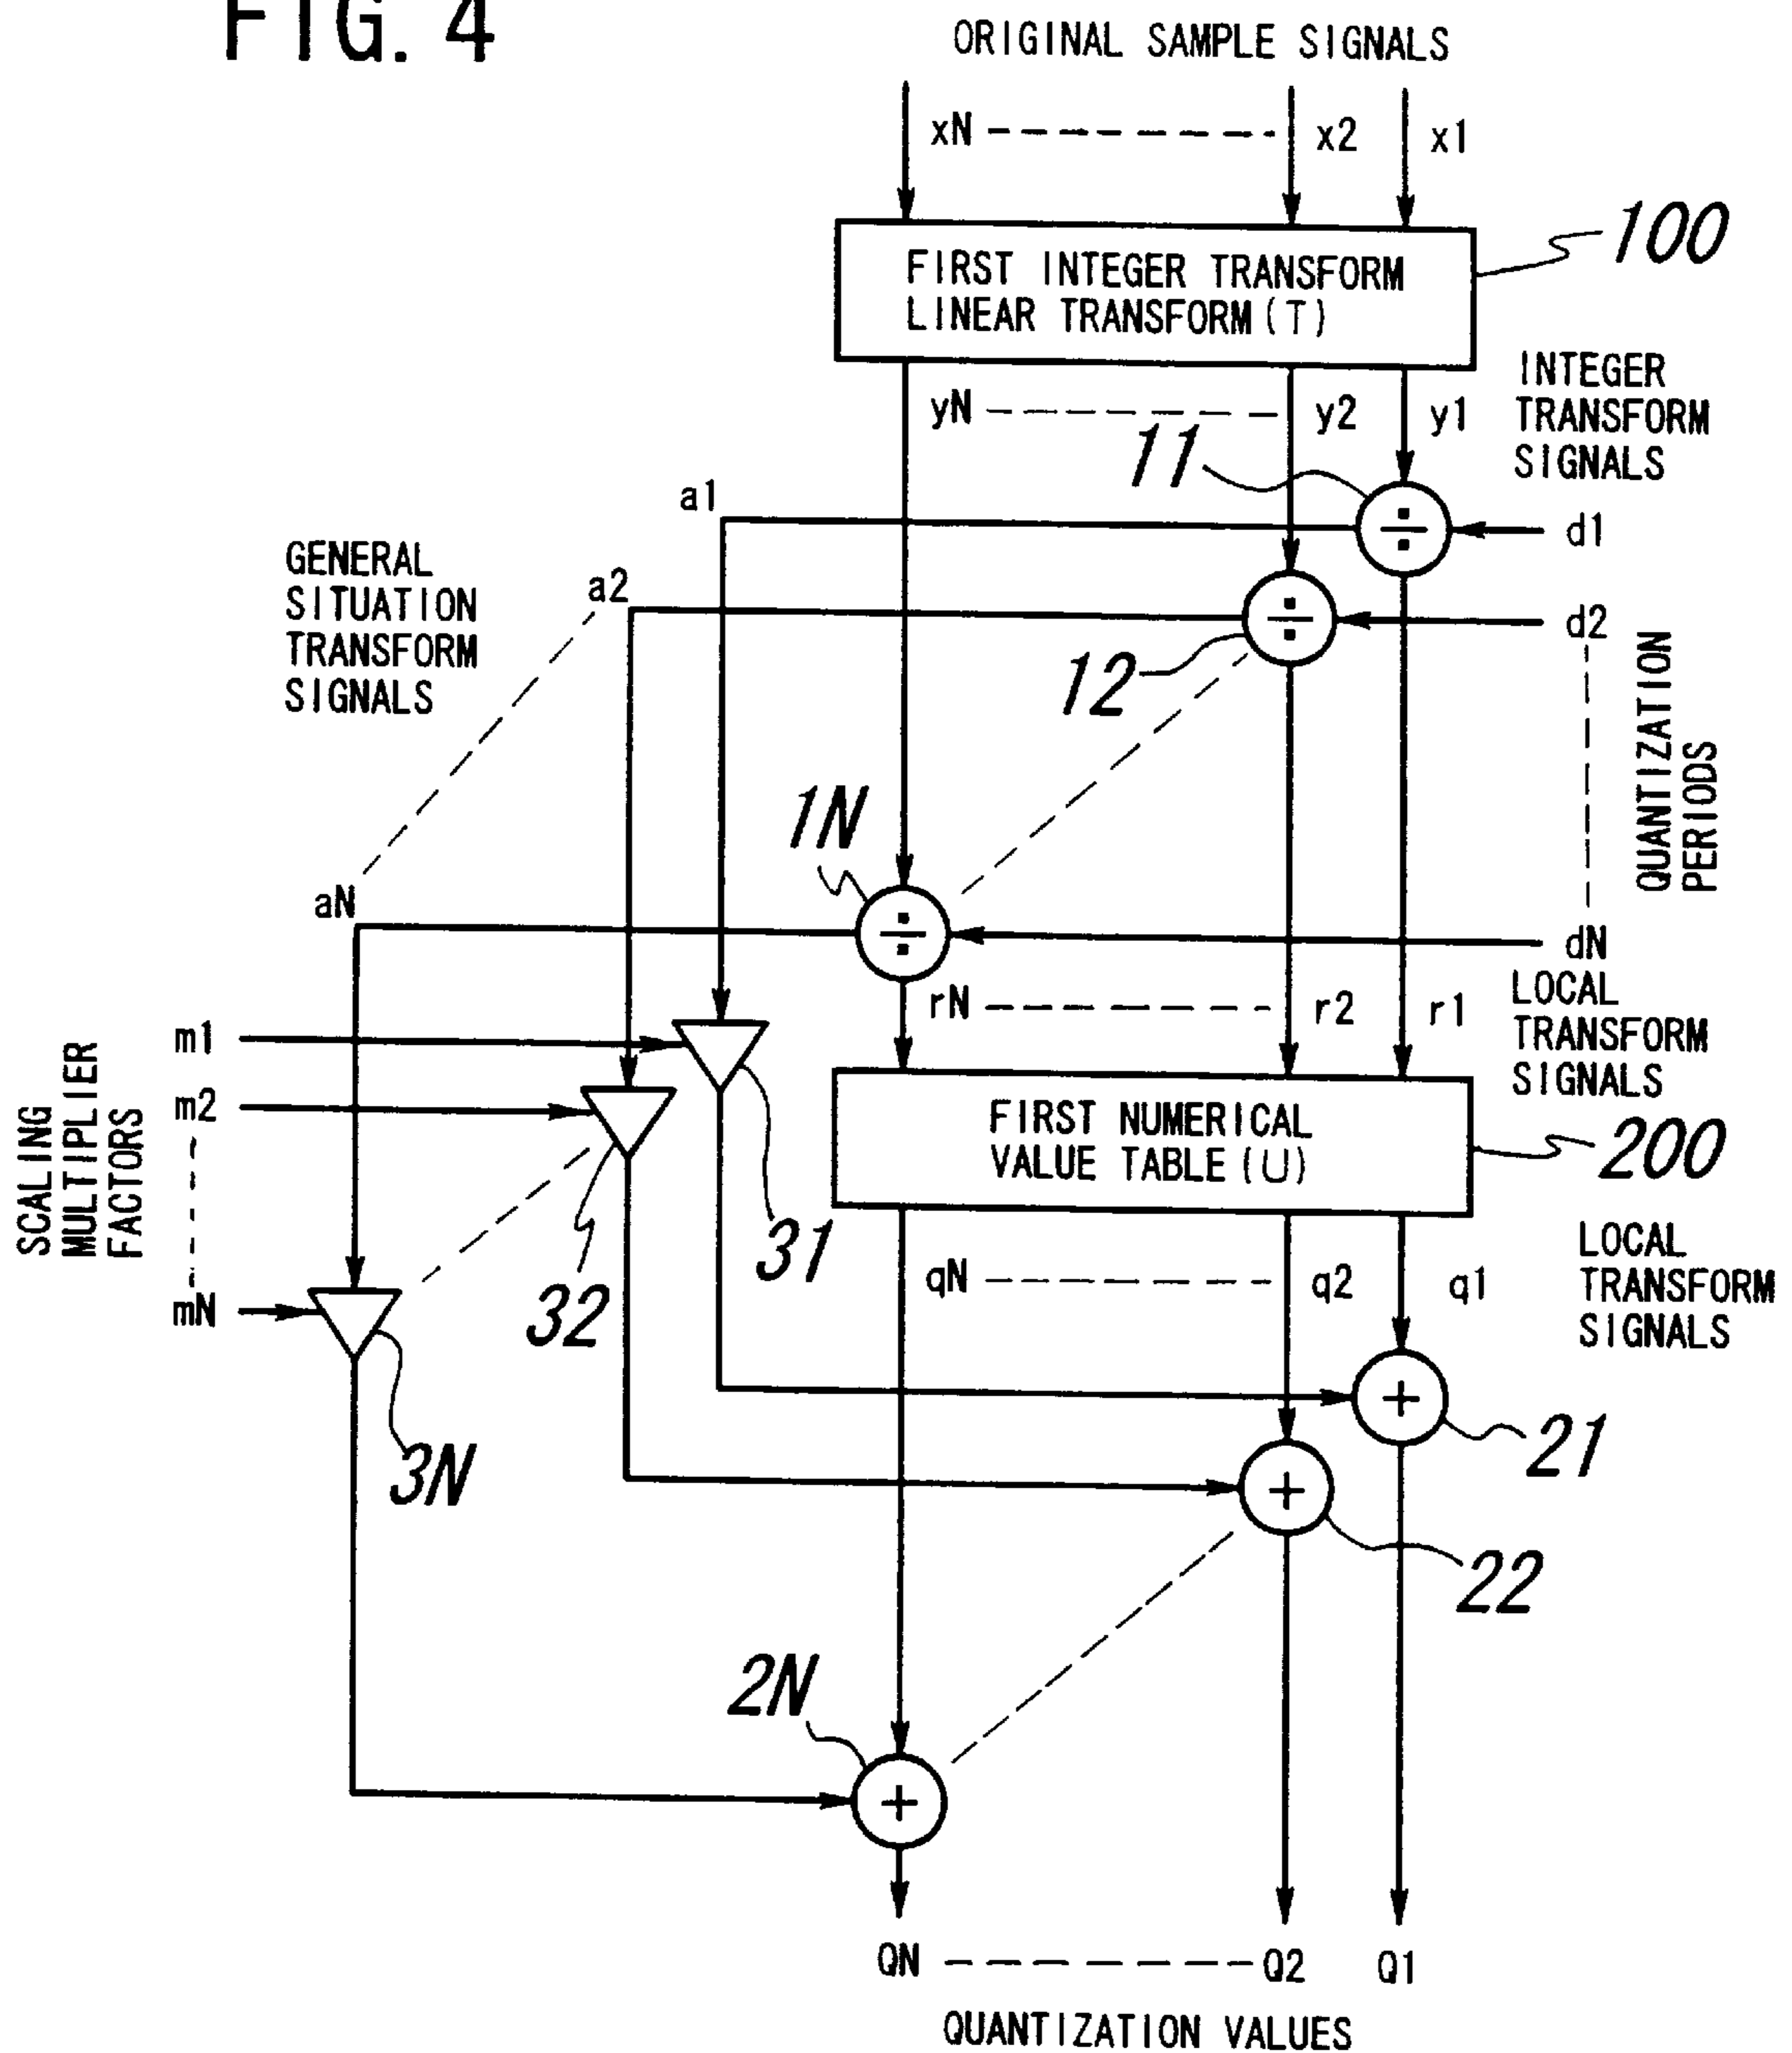 FIG. 4
ORIGINAL SAMPLE SIGNALS
xN x2 x1
100
FIRST INTEGER TRANSFORM
LINEAR TRANSFORM (T)
yN y2 y1
INTEGER
TRANSFORM
SIGNALS
11
a1
d1
GENERAL
SITUATION
TRANSFORM
SIGNALS
a2
d2
12
QUANTIZATION
PERIODS
1N
aN
dN
rN r2 r1
LOCAL
TRANSFORM
SIGNALS
SCALING
MULTIPLIER
FACTORS
m1
m2
mN
FIRST NUMERICAL
VALUE TABLE (U)
200
31
32
3N
qN q2 q1
LOCAL
TRANSFORM
SIGNALS
21
22
2N
QN Q2 Q1
QUANTIZATION VALUES